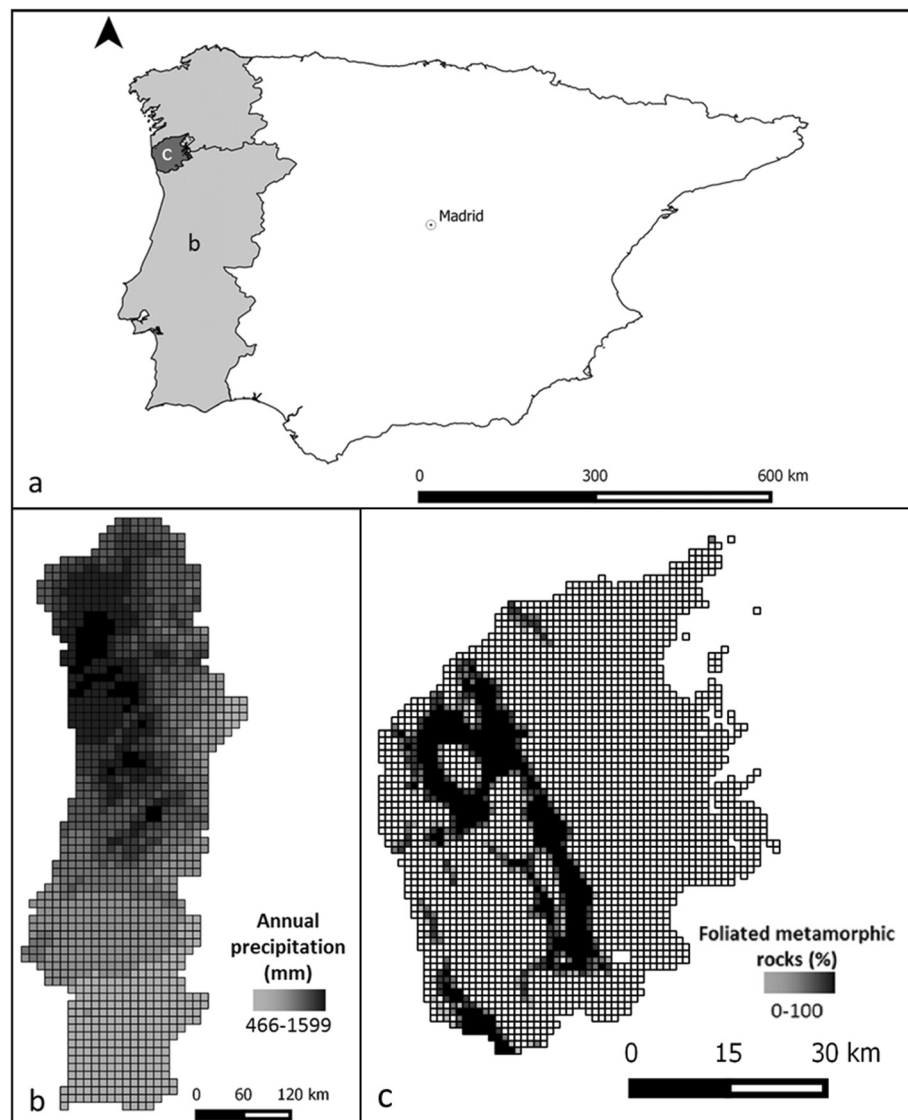 c
Madrid
b
0 300 600 km
a
Annual
precipitation
(mm)
466-1599
b
0 60 120 km
Foliated metamorphic
rocks (%)
0-100
0 15 30 km
c